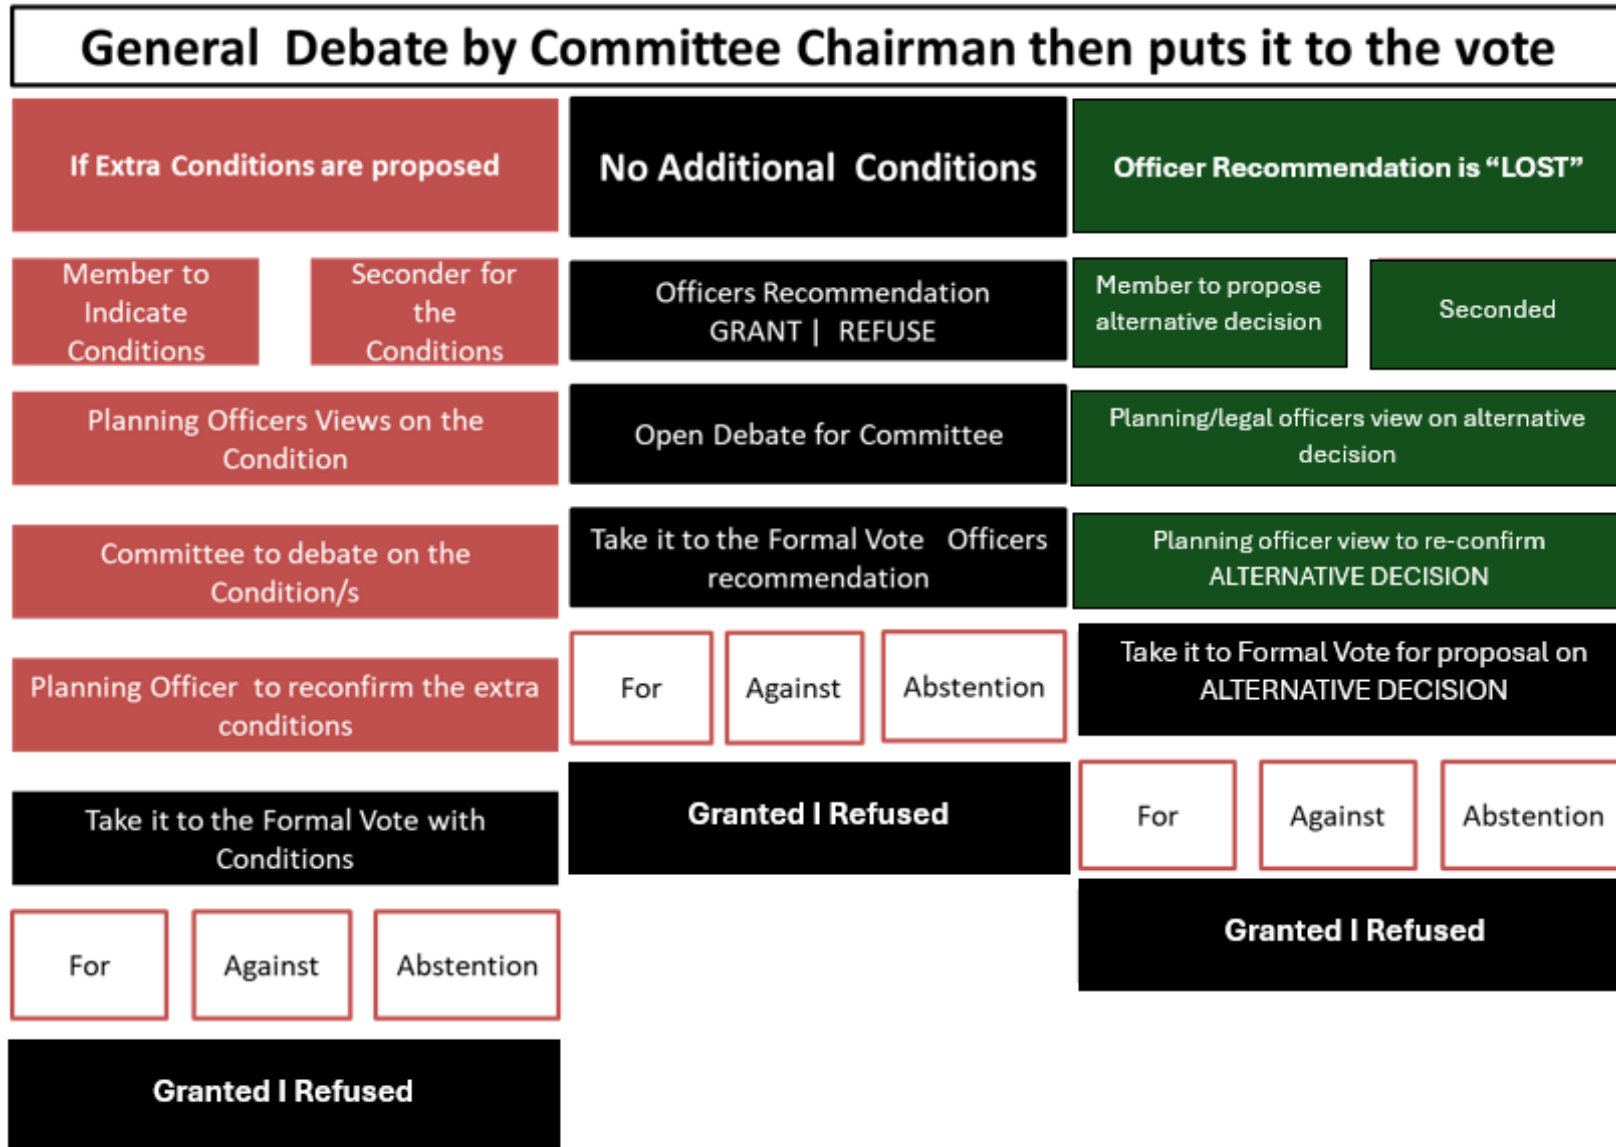 General  Debate by Committee Chairman then puts it to the vote
If Extra Conditions are proposed
Member to
Indicate
Conditions
Seconder for
the
Conditions
Planning Officers Views on the
Condition
Committee to debate on the
Condition/s
Planning Officer  to reconfirm the extra
conditions
Take it to the Formal Vote with
Conditions
For
Against
Abstention
Granted I Refused
No Additional  Conditions
Officers Recommendation
GRANT |  REFUSE
Open Debate for Committee
Take it to the Formal Vote   Officers
recommendation
For
Against
Abstention
Granted I Refused
Officer Recommendation is “LOST”
Member to propose
alternative decision
Seconded
Planning/legal officers view on alternative
decision
Planning officer view to re-confirm
ALTERNATIVE DECISION
Take it to Formal Vote for proposal on
ALTERNATIVE DECISION
For
Against
Abstention
Granted I Refused